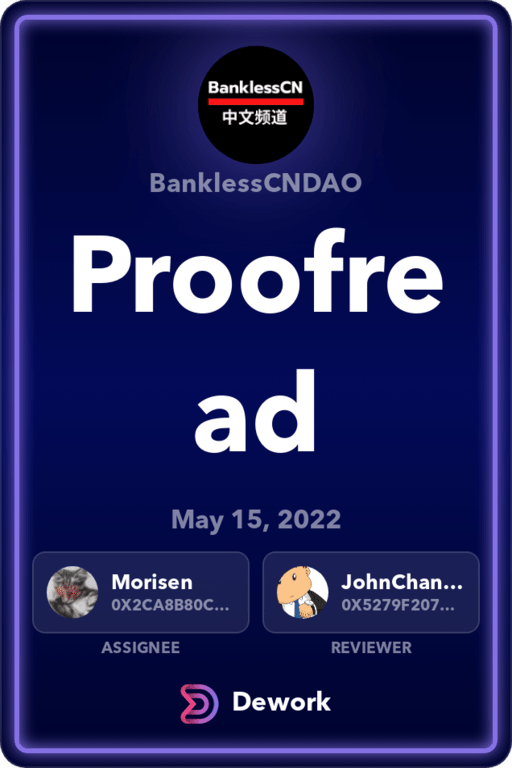 BanklessCN
中文频道
BanklessCNDAO
Proofre
ad
May 15, 2022
Morisen
0X2CA8B80C...
JohnChan...
0X5279F207...
ASSIGNEE
REVIEWER
Dework